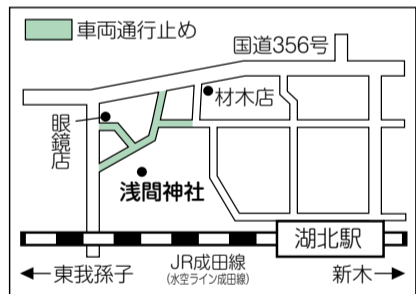 車両通行止め
国道356号
材木店
眼鏡店
浅間神社
湖北駅
JR成田線
(水空ライン成田線)
←東我孫子
新木→